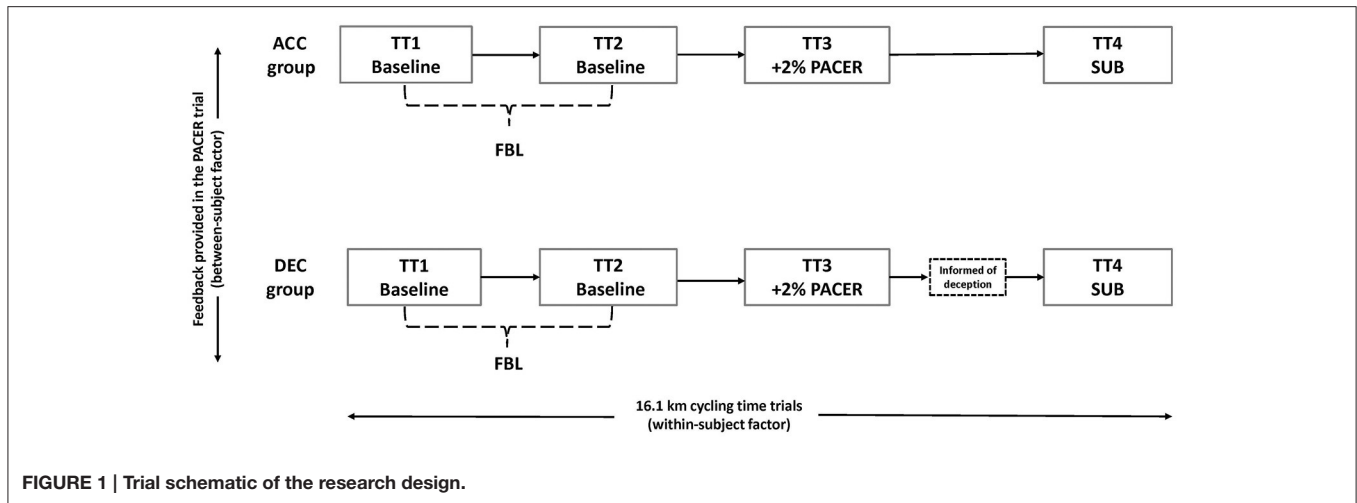 ACC
group
TT1
Baseline
TT2
Baseline
TT3
+2% PACER
TT4
SUB
FBL
Feedback provided in the PACER trial
(between-subject factor)
DEC
group
TT1
Baseline
TT2
Baseline
TT3
+2% PACER
Informed of
deception
TT4
SUB
FBL
16.1 km cycling time trials
(within-subject factor)
FIGURE 1 | Trial schematic of the research design.